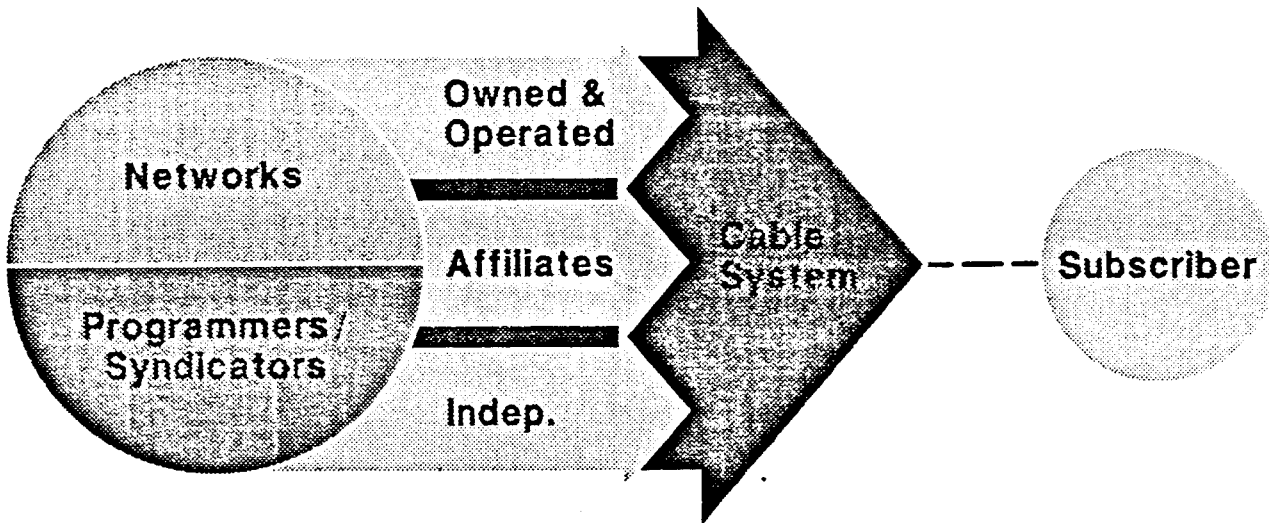 Owned &
Operated
Networks
Affiliates
Programmers/
Syndicators
Indep.
Cable
System
Subscriber